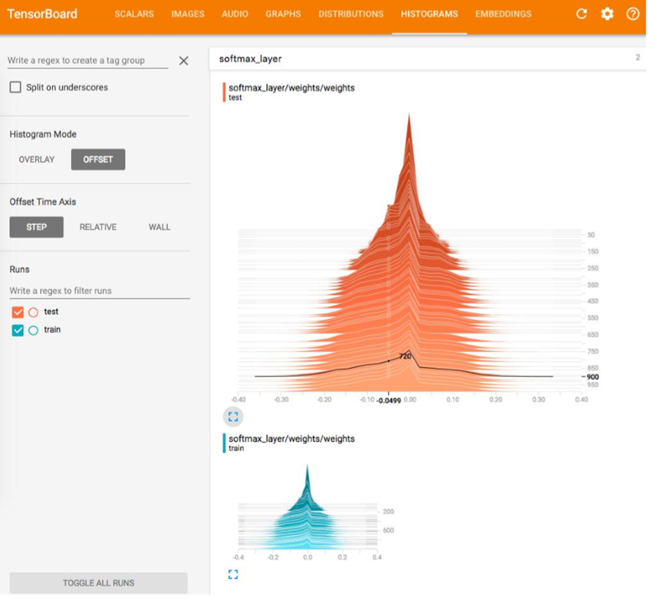 TensorBoard SCALARS IMAGES AUDIO GRAPHS DISTRIBUTIONS HISTOGRAMS EMBEDDINGS
Write a regex to create a tag group
Split on underscores
Histogram Mode
OVERLAY OFFSET
Offset Time Axis
STEP RELATIVE WALL
Runs
Write a regex to filter runs
test
train
TOGGLE ALL RUNS
softmax_layer 2
softmax_layer/weights/weights
test
50
150
250
350
450
550
650
720
750
850
900
950
-0.40 -0.30 -0.20 -0.10 -0.0499 0.00 0.10 0.20 0.30 0.40
softmax_layer/weights/weights
train
200
600
-0.4 -0.2 0.0 0.2 0.4